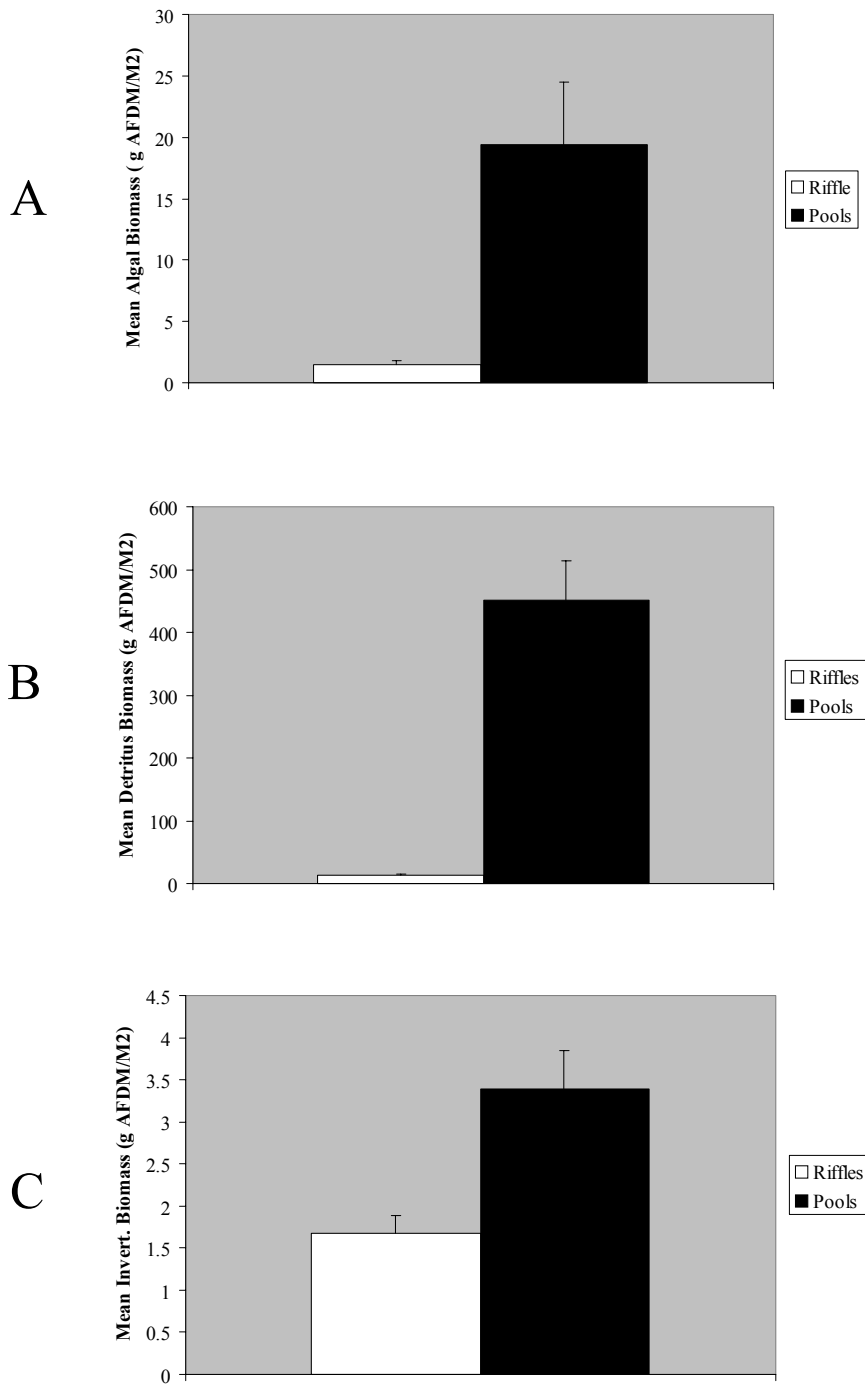 A
Mean Algal Biomass ( g AFDM/M2)
30
25
20
15
10
5
0
Riffle
Pools
B
Mean Detritus Biomass (g AFDM/M2)
600
500
400
300
200
100
0
Riffles
Pools
C
Mean Invert. Biomass (g AFDM/M2)
4.5
4
3.5
3
2.5
2
1.5
1
0.5
0
Riffles
Pools